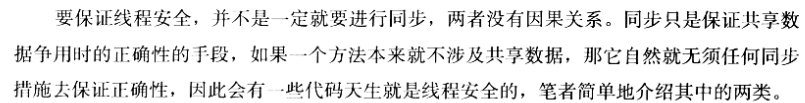 要保证线程安全，并不是一定就要进行同步，两者没有因果关系。同步只是保证共享数
据争用时的正确性的手段，如果一个方法本来就不涉及共享数据，那它自然就无须任何同步
措施去保证正确性，因此会有一些代码天生就是线程安全的，笔者简单地介绍其中的两类。